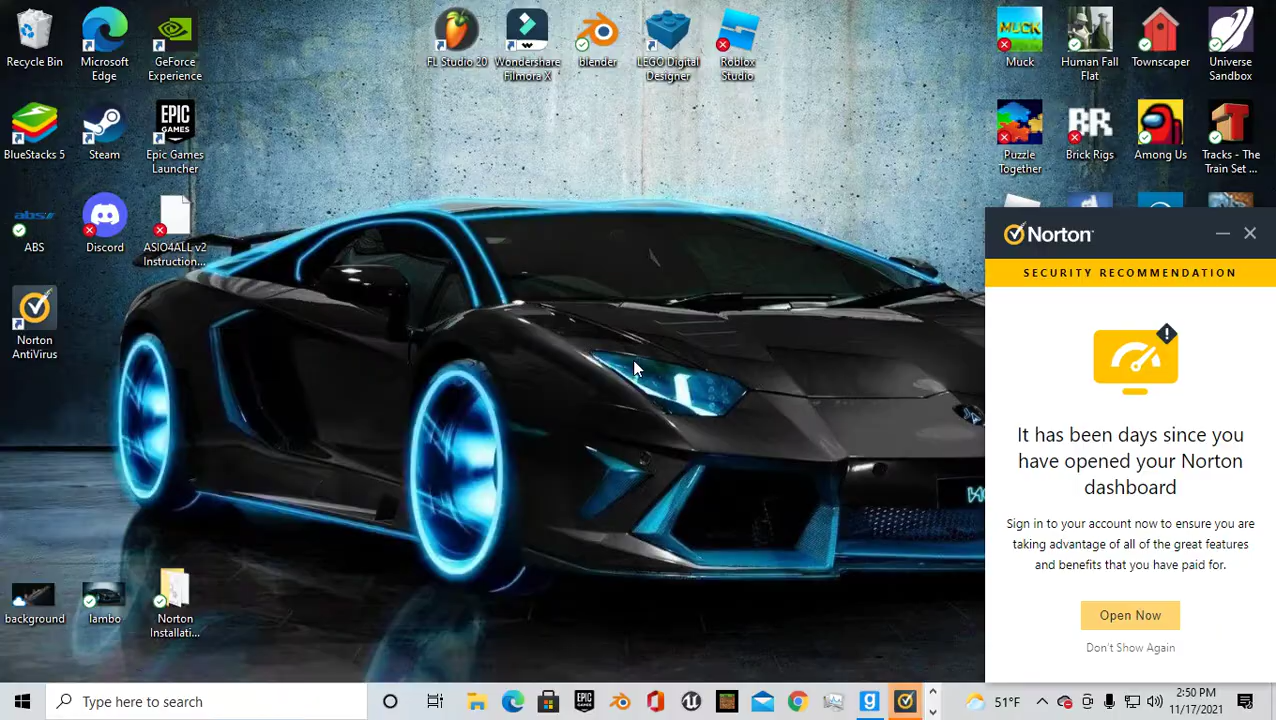 Recycle Bin
Microsoft
Edge
GeForce
Experience
FL Studio 20
Wondershare
Filmora X
blender
LEGO Digital
Designer
Roblox
Studio
MUCK
Muck
Human Fall
Flat
Townscaper
Universe
Sandbox
BlueStacks 5
Steam
EPIC
GAMES
Epic Games
Launcher
Puzzle
Together
BR
Brick Rigs
Among Us
Tracks - The
Train Set ...
abs
ABS
Discord
ASIO4ALL v2
Instruction...
Norton
AntiVirus
Norton
SECURITY RECOMMENDATION
It has been days since you
have opened your Norton
dashboard
Sign in to your account now to ensure you are
taking advantage of all of the great features
and benefits that you have paid for.
Open Now
Don't Show Again
background
lambo
Norton
Installati...
Type here to search
EPIC
51°F
2:50 PM
11/17/2021